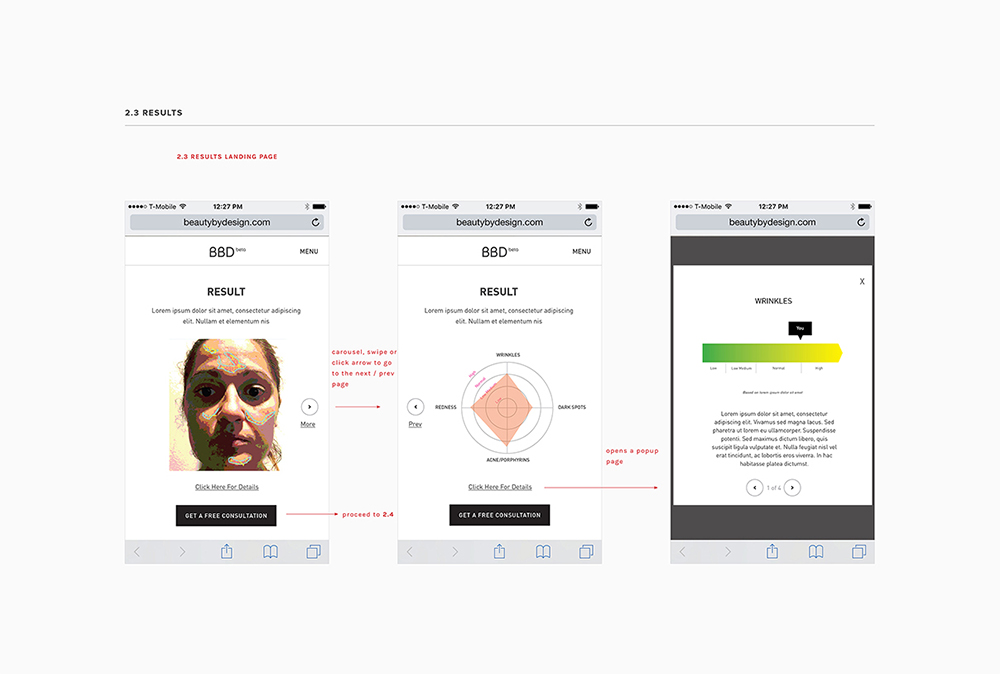 2.3 RESULTS
2.3 RESULTS LANDING PAGE
T-Mobile 12:27 PM
beautybydesign.com
BBD beta
MENU
RESULT
Lorem ipsum dolor sit amet, consectetur adipiscing
elit. Nullam et elementum nis
More
Click Here For Details
GET A FREE CONSULTATION
carousel, swipe or
click arrow to go
to the next / prev
page
proceed to 2.4
T-Mobile 12:27 PM
beautybydesign.com
BBD beta
MENU
RESULT
Lorem ipsum dolor sit amet, consectetur adipiscing
elit. Nullam et elementum nis
WRINKLES
High
Normal
Low Medium
Low
REDNESS
DARK SPOTS
ACNE/PORPHYRINS
Prev
Click Here For Details
GET A FREE CONSULTATION
opens a popup
page
T-Mobile 12:27 PM
beautybydesign.com
X
WRINKLES
You
Low
Low Medium
Normal
High
(Based on lorem ipsum dolor sit amet
Lorem ipsum dolor sit amet, consectetur
adipiscing elit. Vivamus sed magna lacus. Sed
pharetra ut lorem eu ullamcorper. Suspendisse
potenti. Sed maximus dictum libero, quis
suscipit ligula vulputate et. Nulla feugiat nisl vel
erat tincidunt, ac lobortis eros viverra. In hac
habitasse platea dictumst.
1 of 4